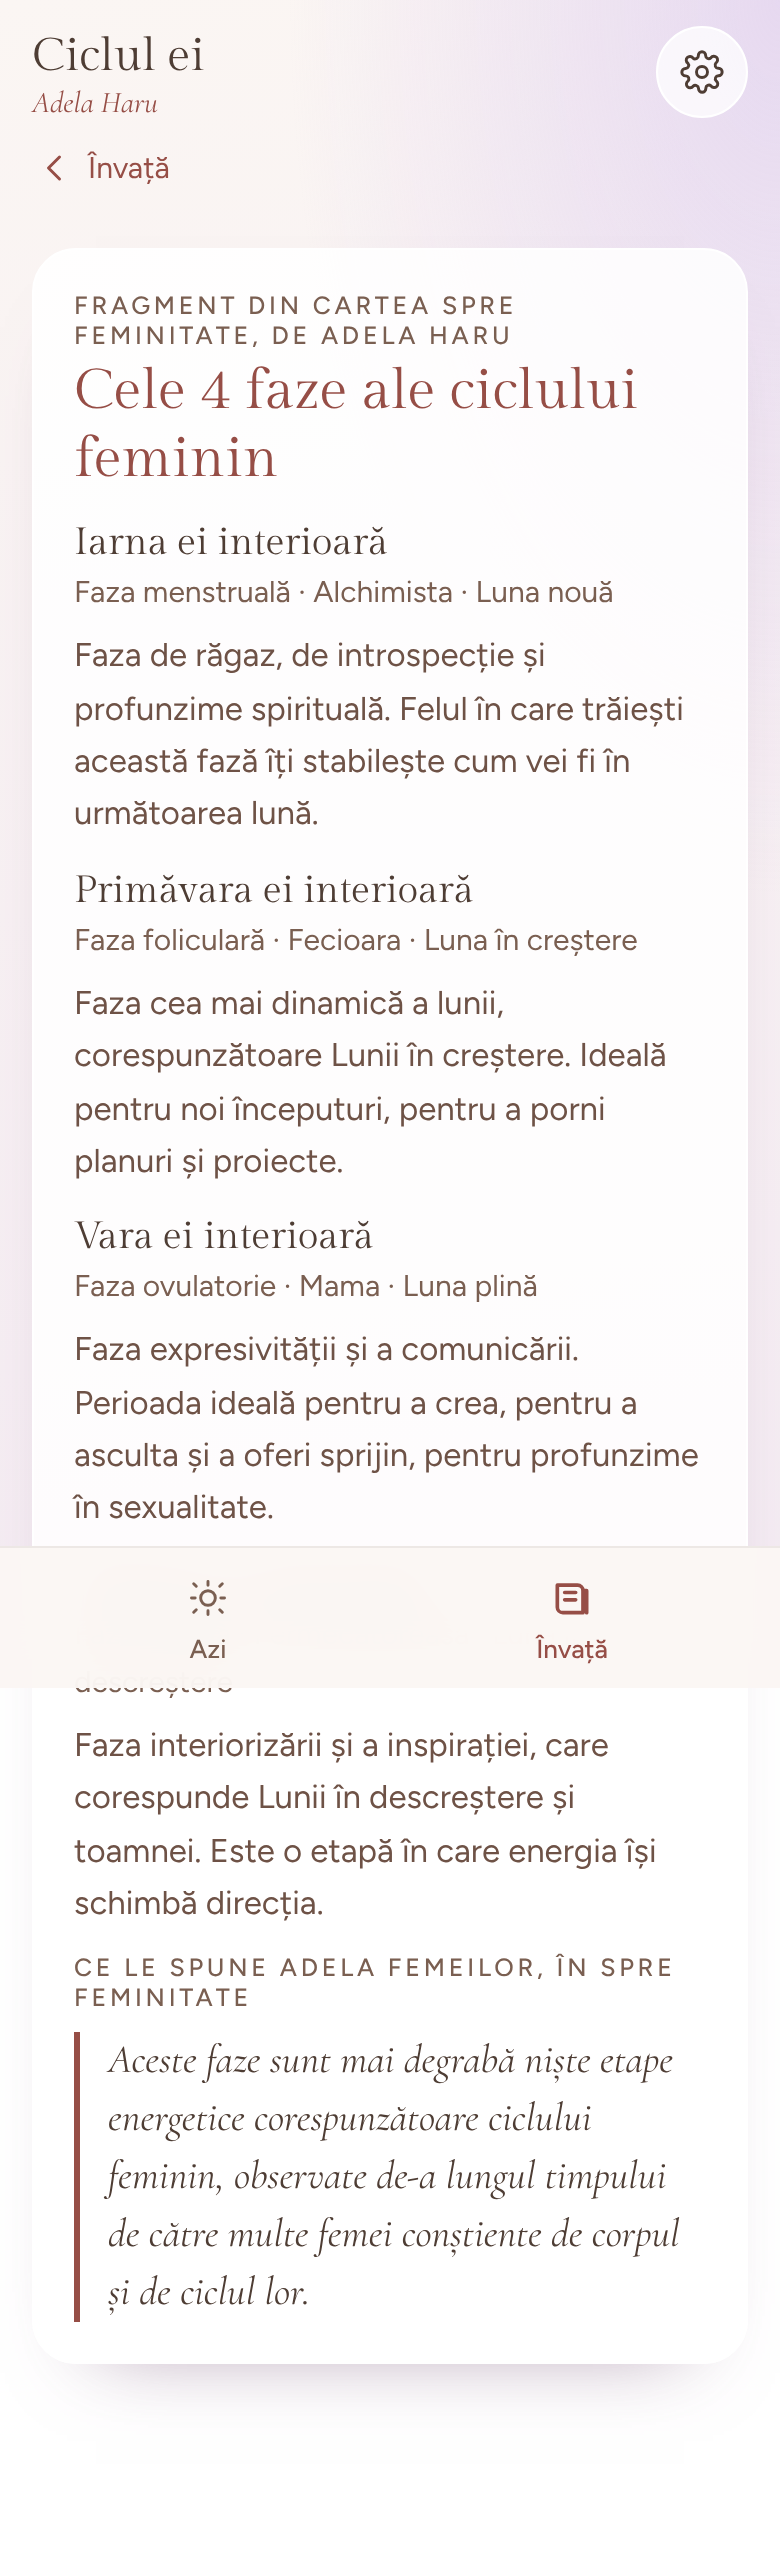 Ciclul ei
Adela Haru
Învață
FRAGMENT DIN CARTEA SPRE
FEMINITATE, DE ADELA HARU
Cele 4 faze ale ciclului
feminin
Iarna ei interioară
Faza menstruală · Alchimista · Luna nouă
Faza de răgaz, de introspecție și
profunzime spirituală. Felul în care trăiești
această fază îți stabilește cum vei fi în
următoarea lună.
Primăvara ei interioară
Faza foliculară · Fecioara · Luna în creștere
Faza cea mai dinamică a lunii,
corespunzătoare Lunii în creștere. Ideală
pentru noi începuturi, pentru a porni
planuri și proiecte.
Vara ei interioară
Faza ovulatorie · Mama · Luna plină
Faza expresivității și a comunicării.
Perioada ideală pentru a crea, pentru a
asculta și a oferi sprijin, pentru profunzime
în sexualitate.
Azi
Învață
descreștere
Faza interiorizării și a inspirației, care
corespunde Lunii în descreștere și
toamnei. Este o etapă în care energia își
schimbă direcția.
CE LE SPUNE ADELA FEMEILOR, ÎN SPRE
FEMINITATE
Aceste faze sunt mai degrabă niște etape
energetice corespunzătoare ciclului
feminin, observate de-a lungul timpului
de către multe femei conștiente de corpul
și de ciclul lor.